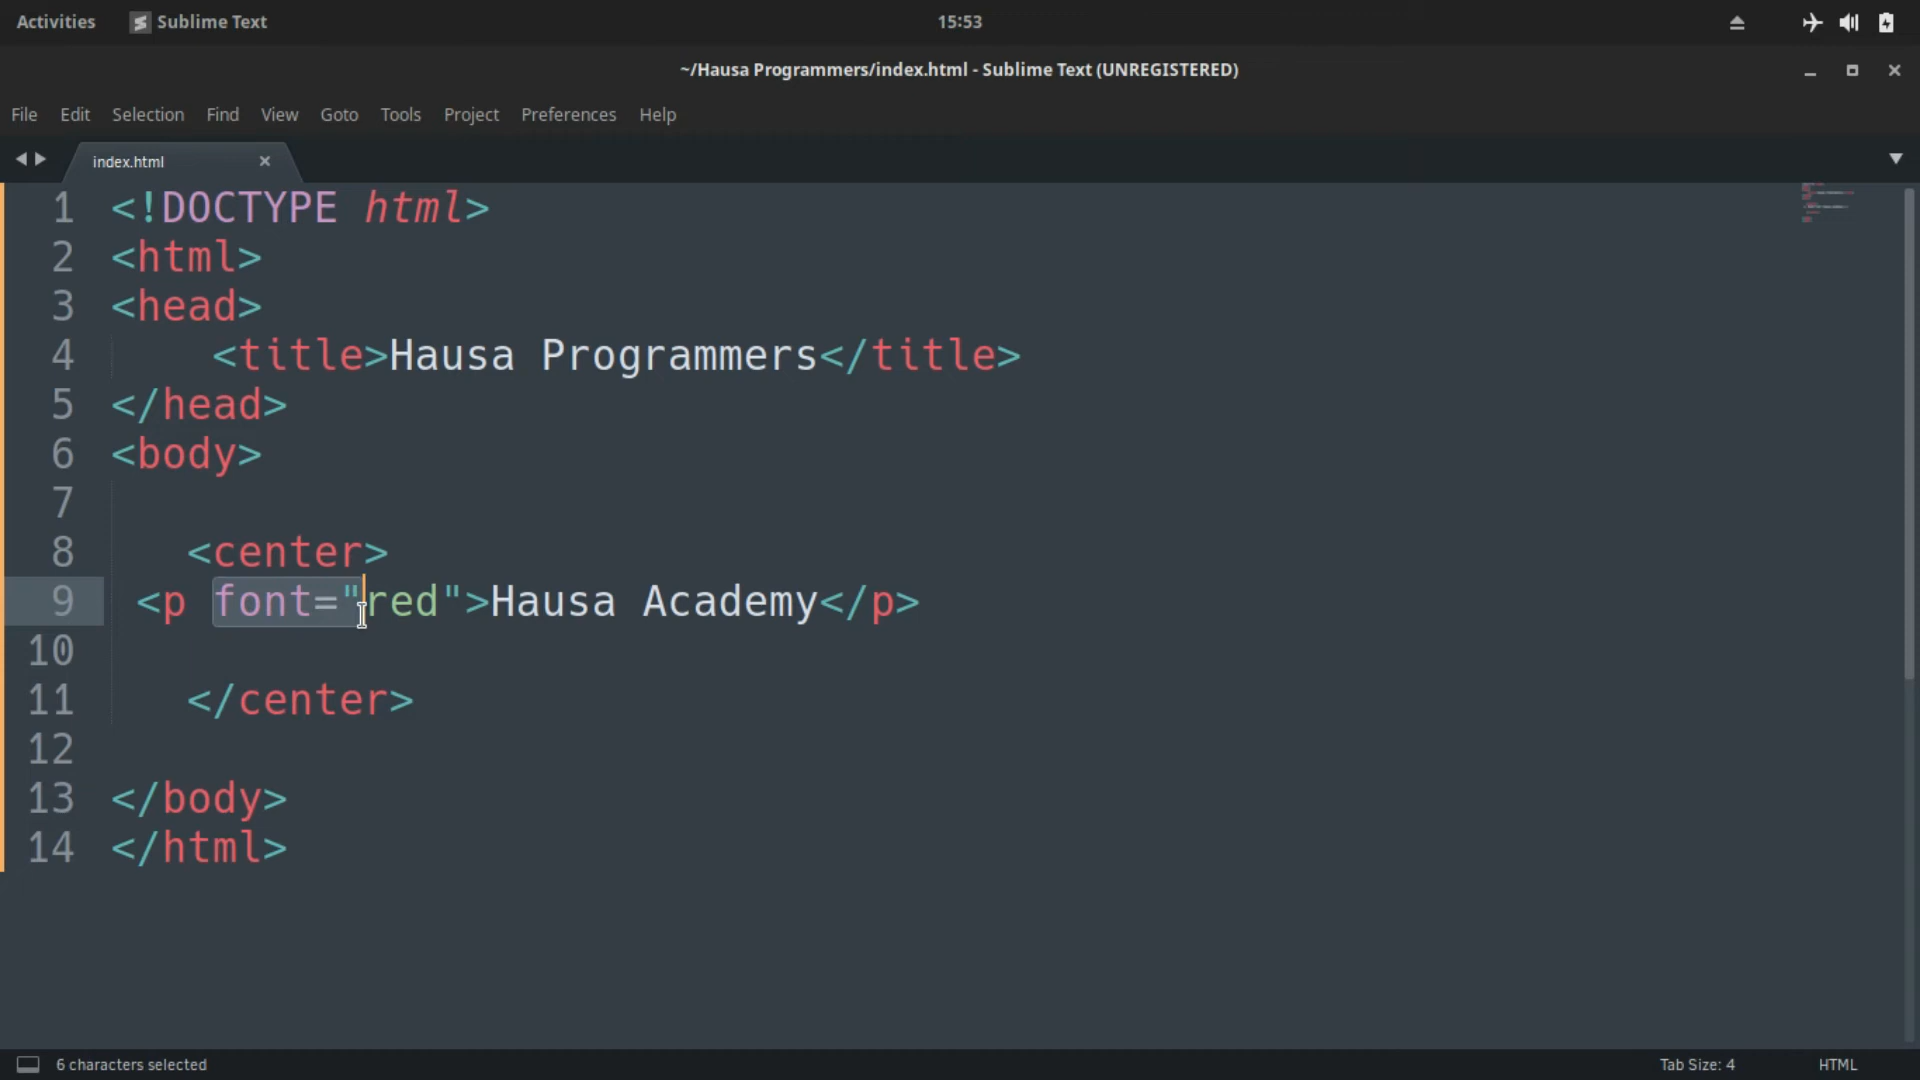 Activities Sublime Text 15:53
~/Hausa Programmers/index.html - Sublime Text (UNREGISTERED)
File Edit Selection Find View Goto Tools Project Preferences Help
index.html
1 <!DOCTYPE html>
2 <html>
3 <head>
4 <title>Hausa Programmers</title>
5 </head>
6 <body>
7
8 <center>
9 <p font="red">Hausa Academy</p>
10
11 </center>
12
13 </body>
14 </html>
6 characters selected Tab Size: 4 HTML